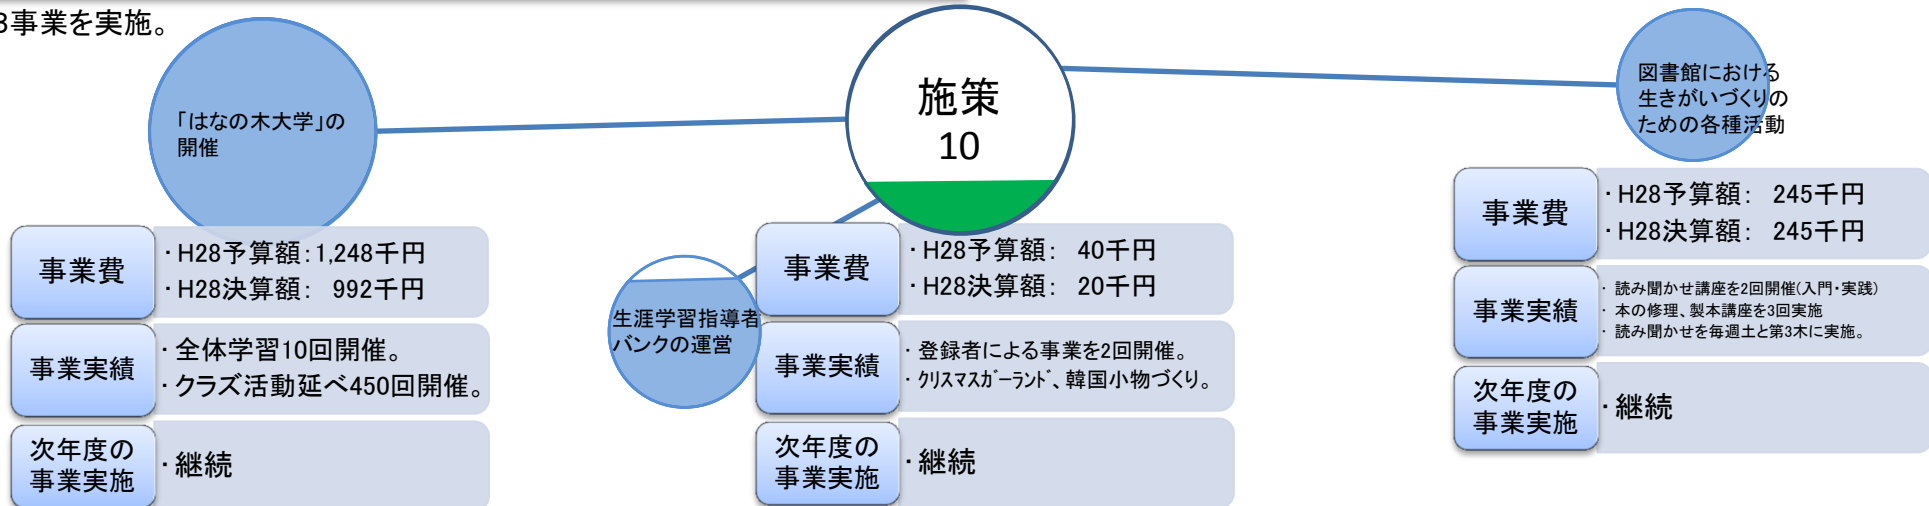 3事業を実施。
施策
10
「はなの木大学」の
開催
事業費
・H28予算額:1,248千円
・H28決算額: 992千円
事業実績
・全体学習10回開催。
・クラズ活動延べ450回開催。
次年度の
事業実施
・継続
生涯学習指導者
バンクの運営
事業費
・H28予算額: 40千円
・H28決算額: 20千円
事業実績
・登録者による事業を2回開催。
・クリスマスガーランド、韓国小物づくり。
次年度の
事業実施
・継続
図書館における
生きがいづくりの
ための各種活動
事業費
・H28予算額: 245千円
・H28決算額: 245千円
事業実績
・ 読み聞かせ講座を2回開催(入門・実践)
・ 本の修理、製本講座を3回実施
・ 読み聞かせを毎週土と第3木に実施。
次年度の
事業実施
・継続